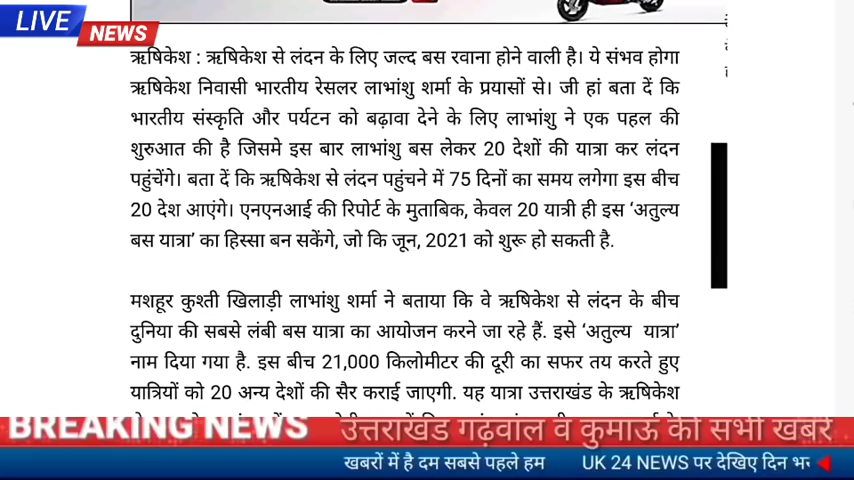 LIVE
NEWS
ऋषिकेश : ऋषिकेश से लंदन के लिए जल्द बस रवाना होने वाली है। ये संभव होगा
ऋषिकेश निवासी भारतीय रेसलर लाभांशु शर्मा के प्रयासों से। जी हां बता दें कि
भारतीय संस्कृति और पर्यटन को बढ़ावा देने के लिए लाभांशु ने एक पहल की
शुरुआत की है जिसमे इस बार लाभांशु बस लेकर 20 देशों की यात्रा कर लंदन
पहुंचेंगे। बता दें कि ऋषिकेश से लंदन पहुंचने में 75 दिनों का समय लगेगा इस बीच
20 देश आएंगे। एनएनआई की रिपोर्ट के मुताबिक, केवल 20 यात्री ही इस ‘अतुल्य
बस यात्रा’ का हिस्सा बन सकेंगे, जो कि जून, 2021 को शुरू हो सकती है.
मशहूर कुश्ती खिलाड़ी लाभांशु शर्मा ने बताया कि वे ऋषिकेश से लंदन के बीच
दुनिया की सबसे लंबी बस यात्रा का आयोजन करने जा रहे हैं. इसे ‘अतुल्य यात्रा’
नाम दिया गया है. इस बीच 21,000 किलोमीटर की दूरी का सफर तय करते हुए
यात्रियों को 20 अन्य देशों की सैर कराई जाएगी. यह यात्रा उत्तराखंड के ऋषिकेश
BREAKING NEWS उत्तराखंड गढ़वाल व कुमाऊं की सभी खबरें
खबरों में है दम सबसे पहले हम UK 24 NEWS पर देखिए दिन